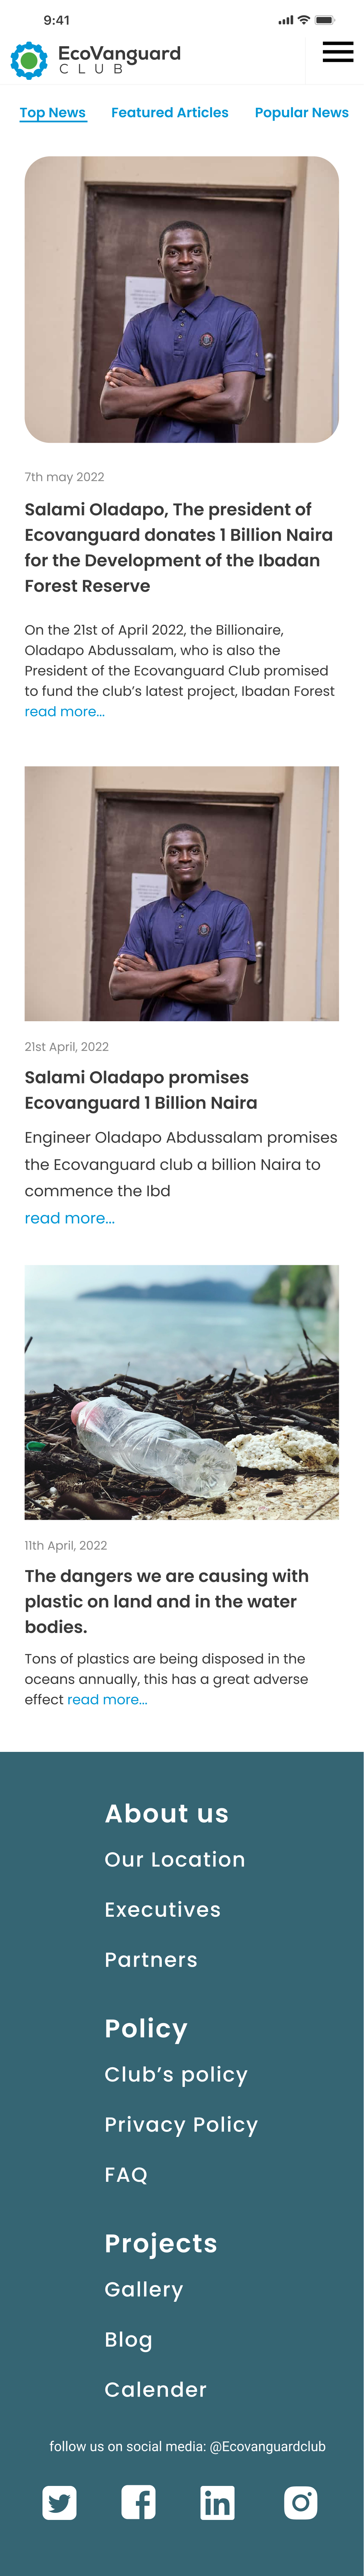 9:41
EcoVanguard
CLUB
Top News Featured Articles Popular News
7th may 2022
Salami Oladapo, The president of
Ecovanguard donates 1 Billion Naira
for the Development of the Ibadan
Forest Reserve
On the 21st of April 2022, the Billionaire,
Oladapo Abdussalam, who is also the
President of the Ecovanguard Club promised
to fund the club’s latest project, Ibadan Forest
read more...
21st April, 2022
Salami Oladapo promises
Ecovanguard 1 Billion Naira
Engineer Oladapo Abdussalam promises
the Ecovanguard club a billion Naira to
commence the Ibd
read more...
11th April, 2022
The dangers we are causing with
plastic on land and in the water
bodies.
Tons of plastics are being disposed in the
oceans annually, this has a great adverse
effect read more...
About us
Our Location
Executives
Partners
Policy
Club’s policy
Privacy Policy
FAQ
Projects
Gallery
Blog
Calender
follow us on social media: @Ecovanguardclub